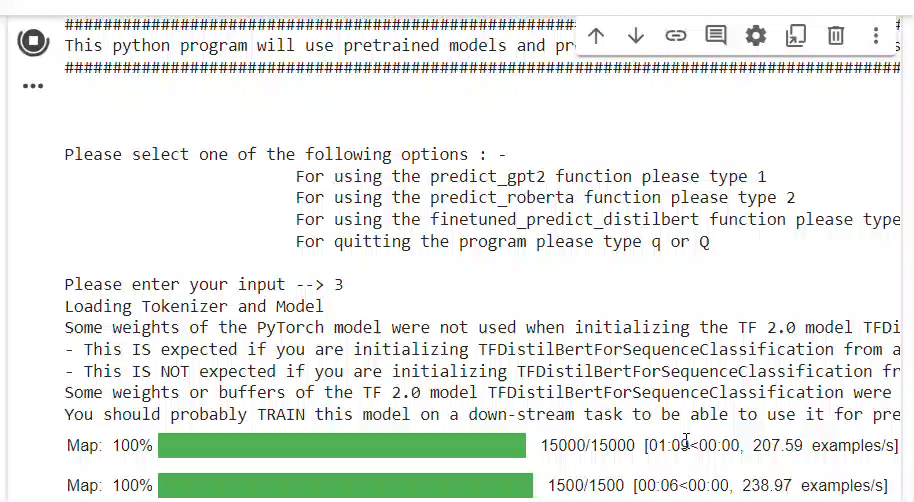 ################################################################################
This python program will use pretrained models and
################################################################################
Please select one of the following options : -
For using the predict_gpt2 function please type 1
For using the predict_roberta function please type 2
For using the finetuned_predict_distilbert function please type
For quitting the program please type q or Q
Please enter your input --> 3
Loading Tokenizer and Model
Some weights of the PyTorch model were not used when initializing the TF 2.0 model TFDi
- This IS expected if you are initializing TFDistilBertForSequenceClassification from a
- This IS NOT expected if you are initializing TFDistilBertForSequenceClassification fr
Some weights or buffers of the TF 2.0 model TFDistilBertForSequenceClassification were
You should probably TRAIN this model on a down-stream task to be able to use it for pre
Map: 100% 15000/15000 [01:09<00:00, 207.59 examples/s]
Map: 100% 1500/1500 [00:06<00:00, 238.97 examples/s]